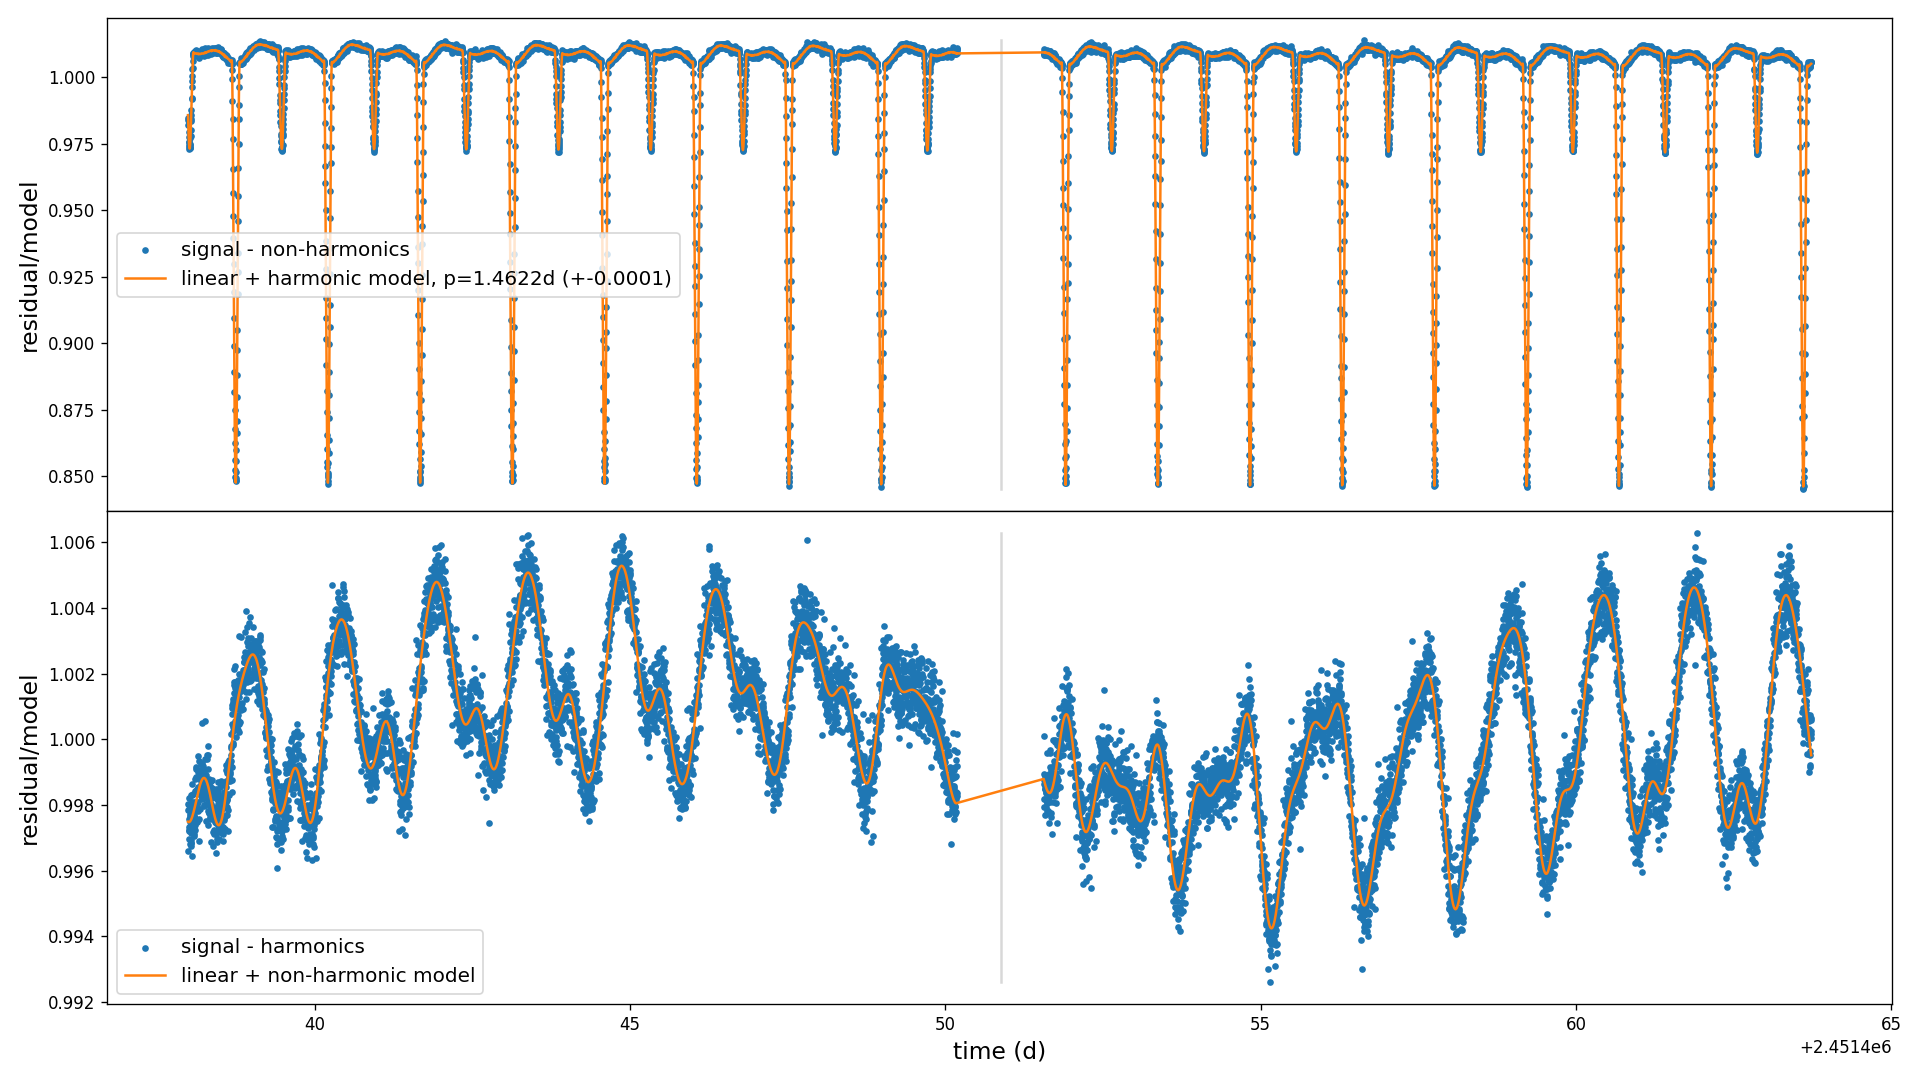 1.000
0.975
0.950
0.925
0.900
0.875
0.850
residual/model
signal - non-harmonics
linear + harmonic model, p=1.4622d (+-0.0001)
1.006
1.004
1.002
1.000
0.998
0.996
0.994
0.992
residual/model
signal - harmonics
linear + non-harmonic model
40 45 50 55 60 65
time (d)
+2.4514e6